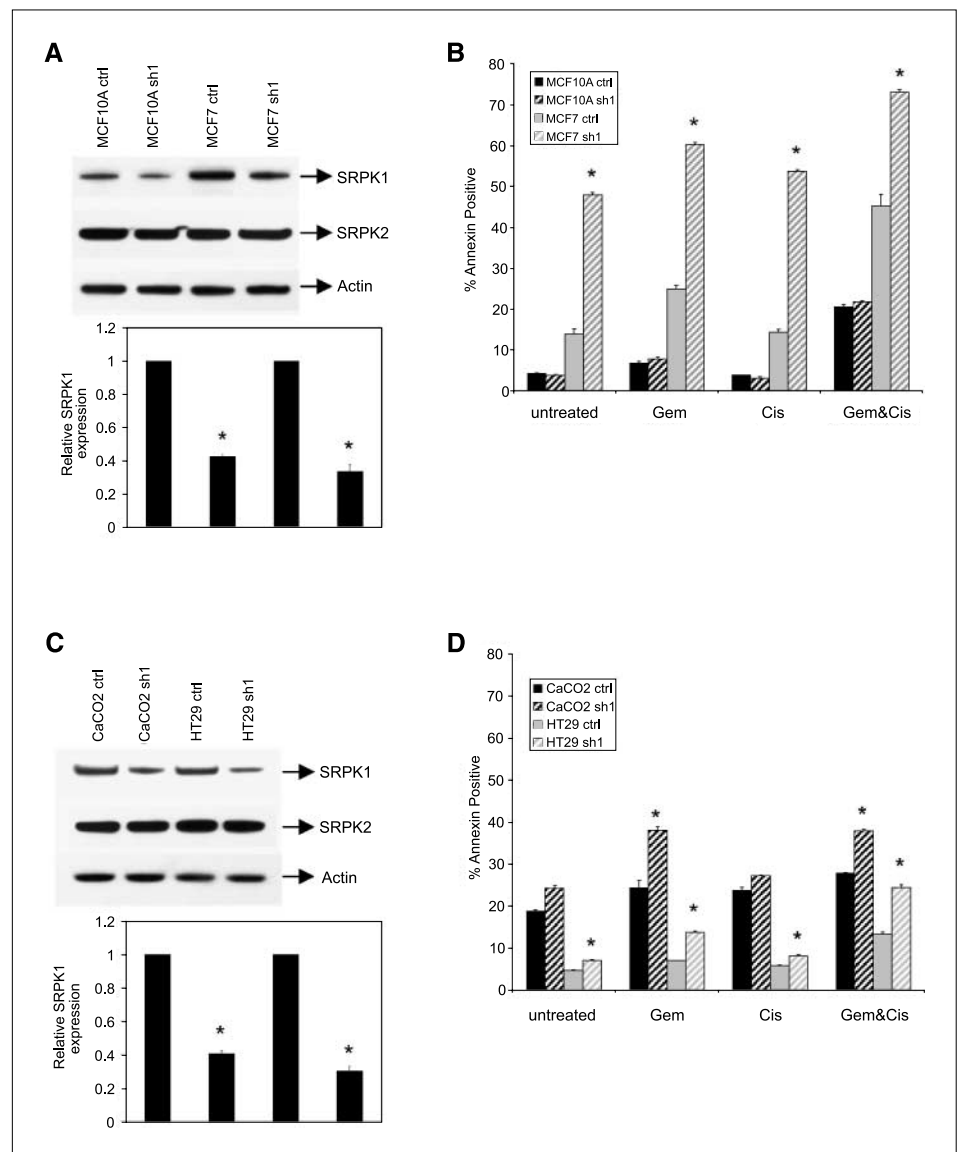 A
MCF10A ctrl
MCF10A sh1
MCF7 ctrl
MCF7 sh1
SRPK1
SRPK2
Actin
1.2
1
0.8
0.6
0.4
0.2
0
Relative SRPK1
expression
*
*
B
80
70
60
50
40
30
20
10
0
% Annexin Positive
MCF10A ctrl
MCF10A sh1
MCF7 ctrl
MCF7 sh1
*
*
*
*
untreated
Gem
Cis
Gem&Cis
C
CaCO2 ctrl
CaCO2 sh1
HT29 ctrl
HT29 sh1
SRPK1
SRPK2
Actin
1.2
1
0.8
0.6
0.4
0.2
0
Relative SRPK1
expression
*
*
D
80
70
60
50
40
30
20
10
0
% Annexin Positive
CaCO2 ctrl
CaCO2 sh1
HT29 ctrl
HT29 sh1
*
*
*
*
*
*
untreated
Gem
Cis
Gem&Cis